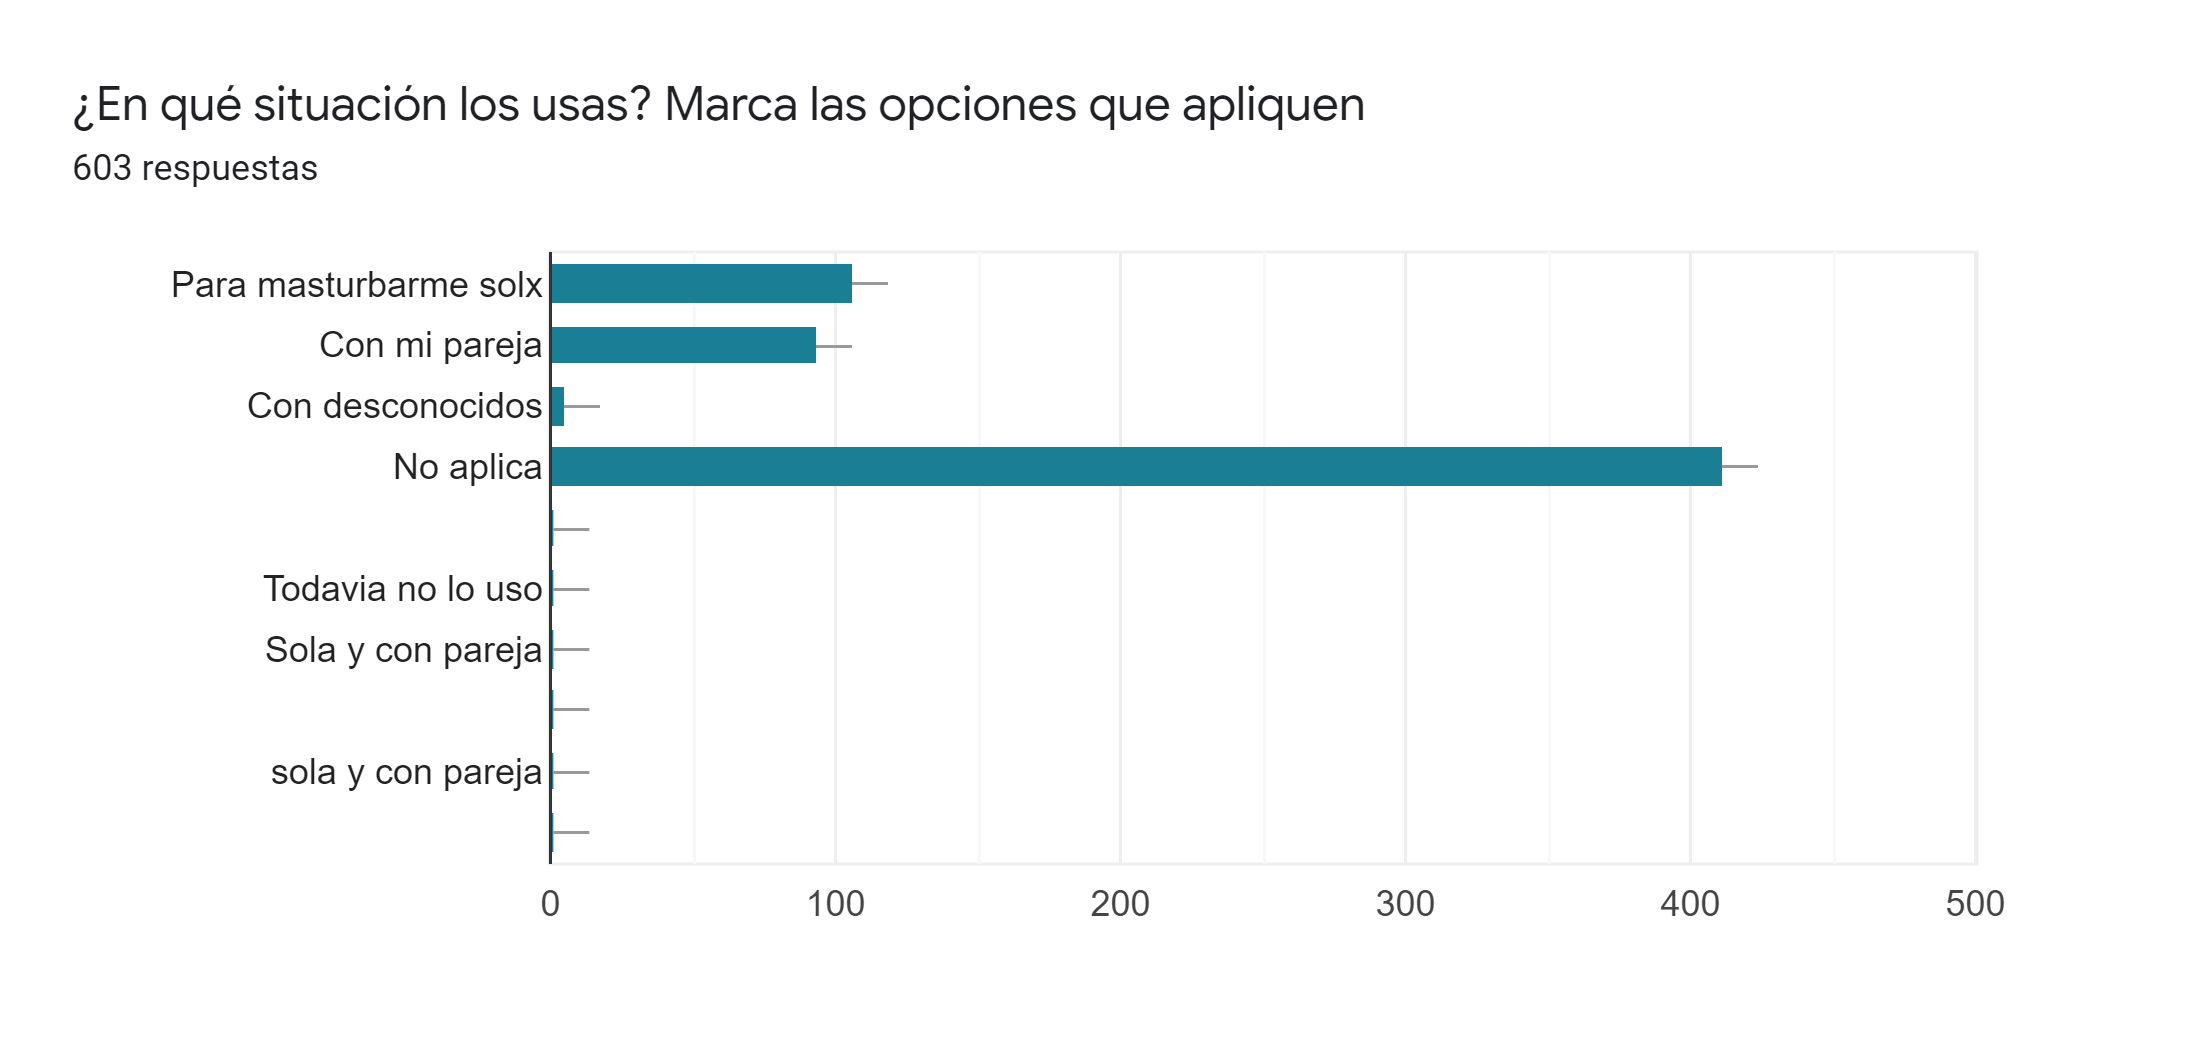 ¿En qué situación los usas? Marca las opciones que apliquen
603 respuestas
Para masturbarme solx
Con mi pareja
Con desconocidos
No aplica
Todavia no lo uso
Sola y con pareja
sola y con pareja
0 100 200 300 400 500